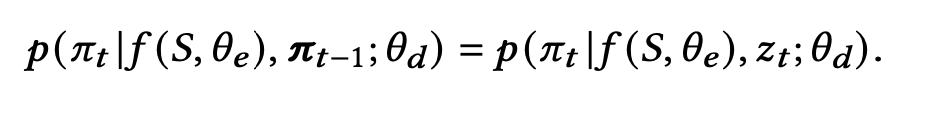 p(π_t|f(S, θ_e), 𝝅_{t−1}; θ_d) = p(π_t|f(S, θ_e), z_t; θ_d).